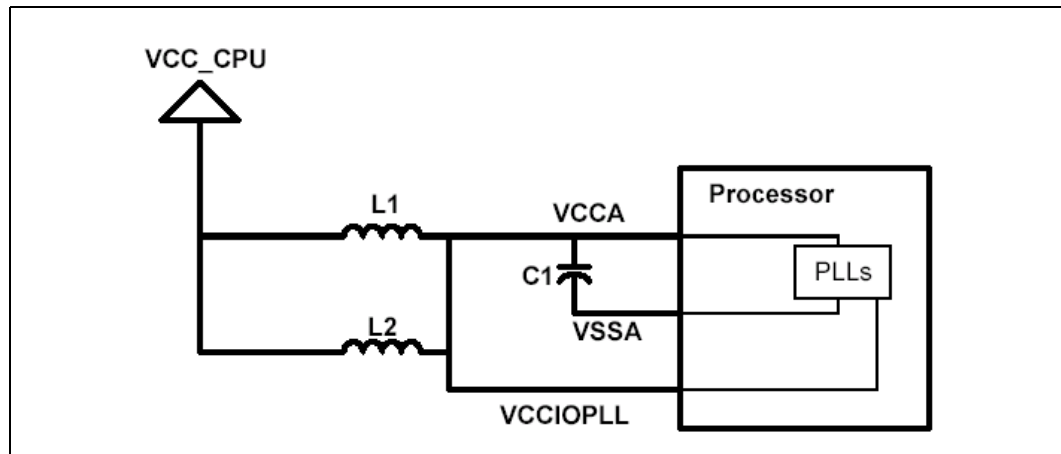 VCC_CPU
L1
VCCA
Processor
PLLs
C1
VSSA
L2
VCCIOPLL